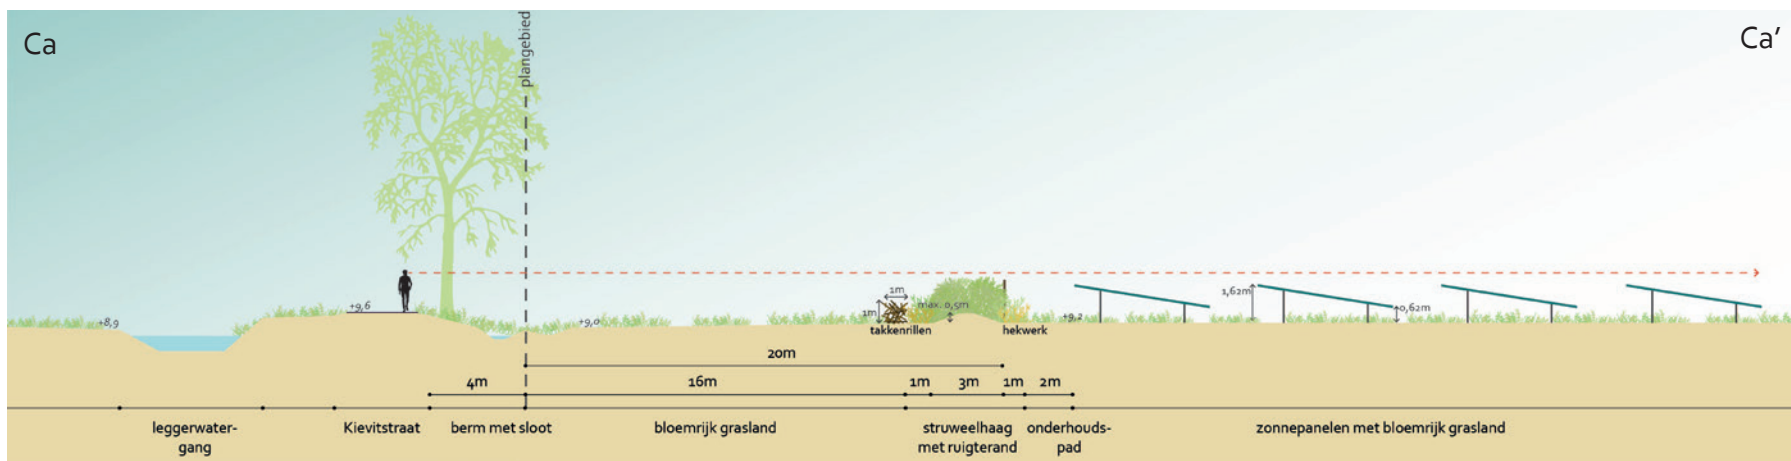 Ca
Ca'
plangebied
+8,9
+9,6
+9,0
1m
1m
max. 0,5m
takkenrillen
hekwerk
+9,2
1,62m
0,62m
20m
4m
16m
1m
3m
1m
2m
leggerwater-
gang
Kievitstraat
berm met sloot
bloemrijk grasland
struweelhaag
met ruigterand
onderhouds-
pad
zonnepanelen met bloemrijk grasland